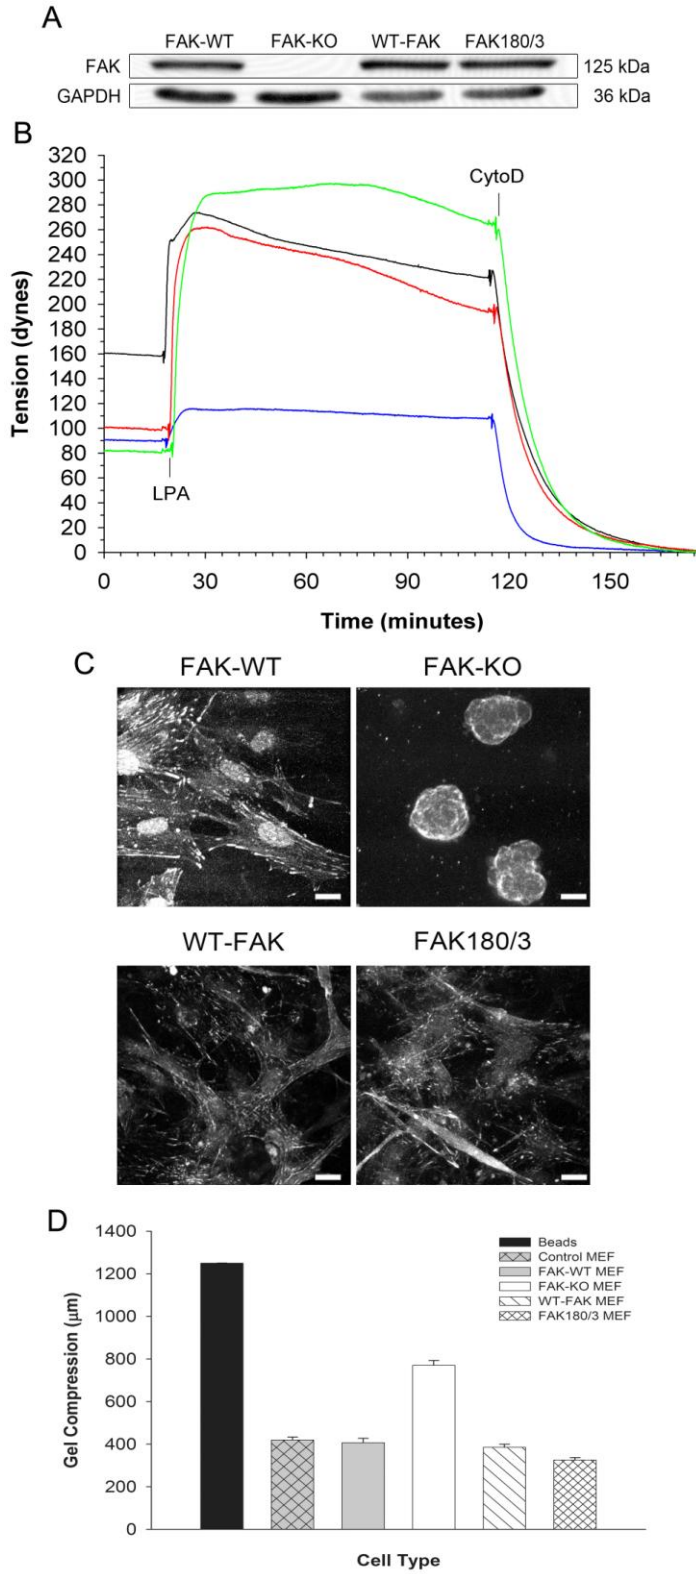 A
FAK-WT FAK-KO WT-FAK FAK180/3
FAK 125 kDa
GAPDH 36 kDa
B
320
300
280
260
240
220
200
180
160
140
120
100
80
60
40
20
0
Tension (dynes)
CytoD
LPA
0 30 60 90 120 150
Time (minutes)
C
FAK-WT FAK-KO
WT-FAK FAK180/3
D
1400
1200
1000
800
600
400
200
0
Gel Compression (µm)
Beads
Control MEF
FAK-WT MEF
FAK-KO MEF
WT-FAK MEF
FAK180/3 MEF
Cell Type